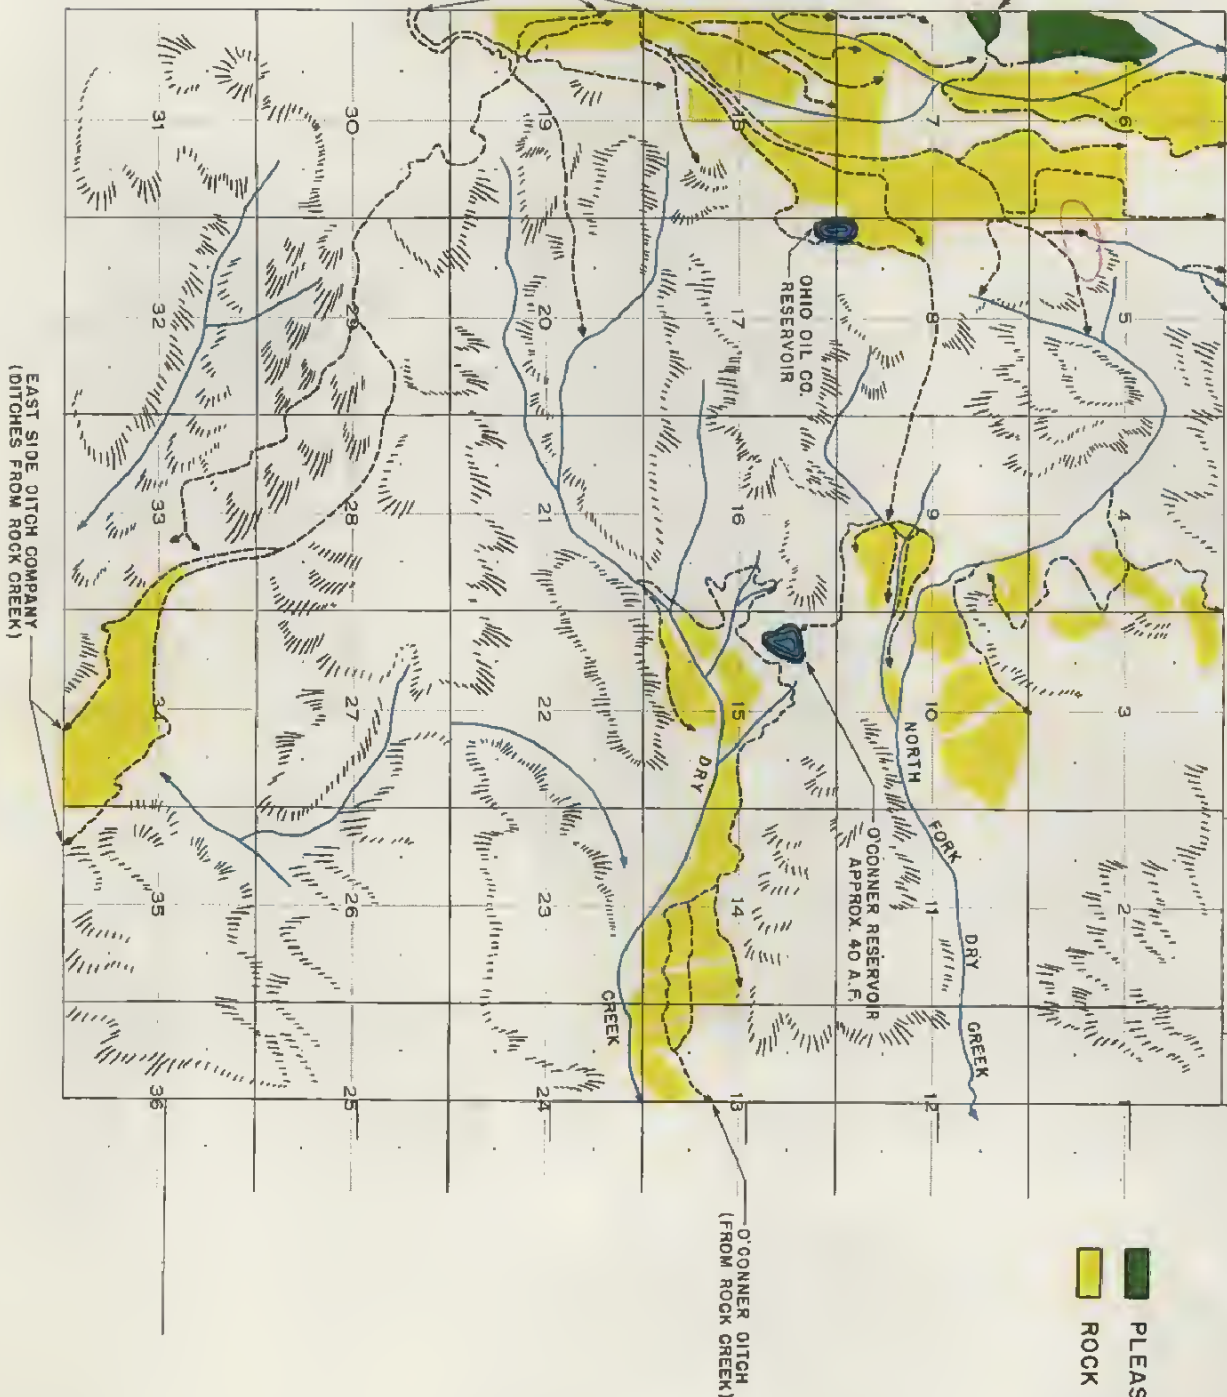 PLEAS
ROCK
6 5 4 3 2 1
DRY
GREEK
NORTH
FORK
7 8 9 10 11 12
O'CONNER RESERVOIR
APPROX. 40 A.F.
OHIO OIL CO.
RESERVOIR
18 17 16 15 14 13
O'CONNER DITCH
(FROM ROCK CREEK)
DRY
CREEK
19 20 21 22 23 24
30 29 28 27 26 25
31 32 33 34 35 36
EAST SIDE DITCH COMPANY
(DITCHES FROM ROCK CREEK)